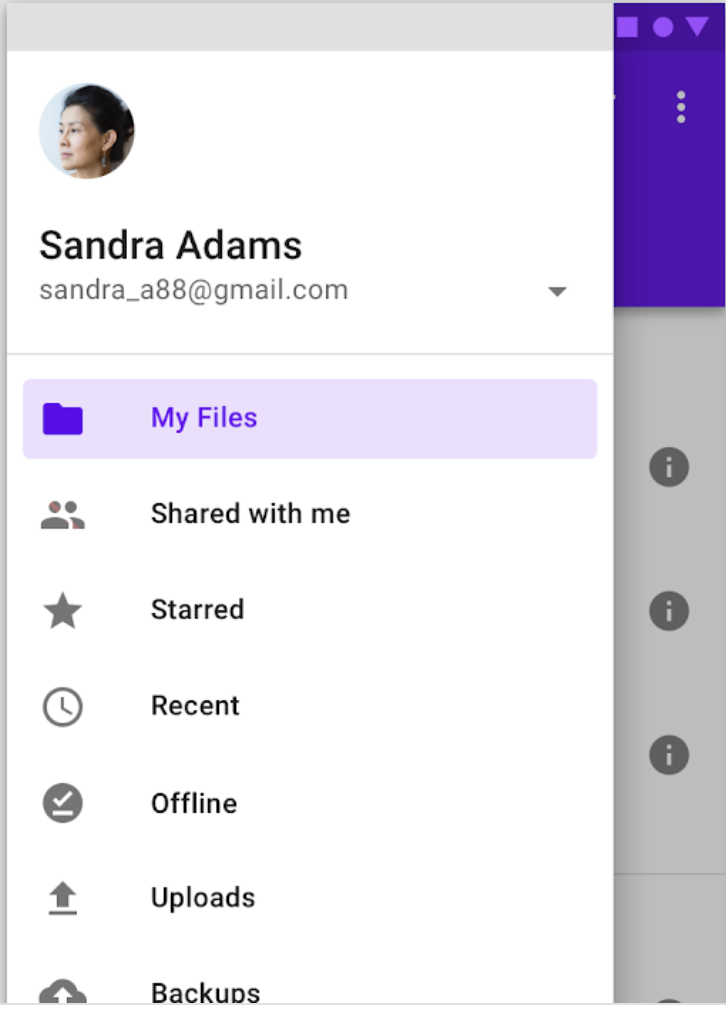 Sandra Adams
sandra_a88@gmail.com
My Files
Shared with me
Starred
Recent
Offline
Uploads
Backups